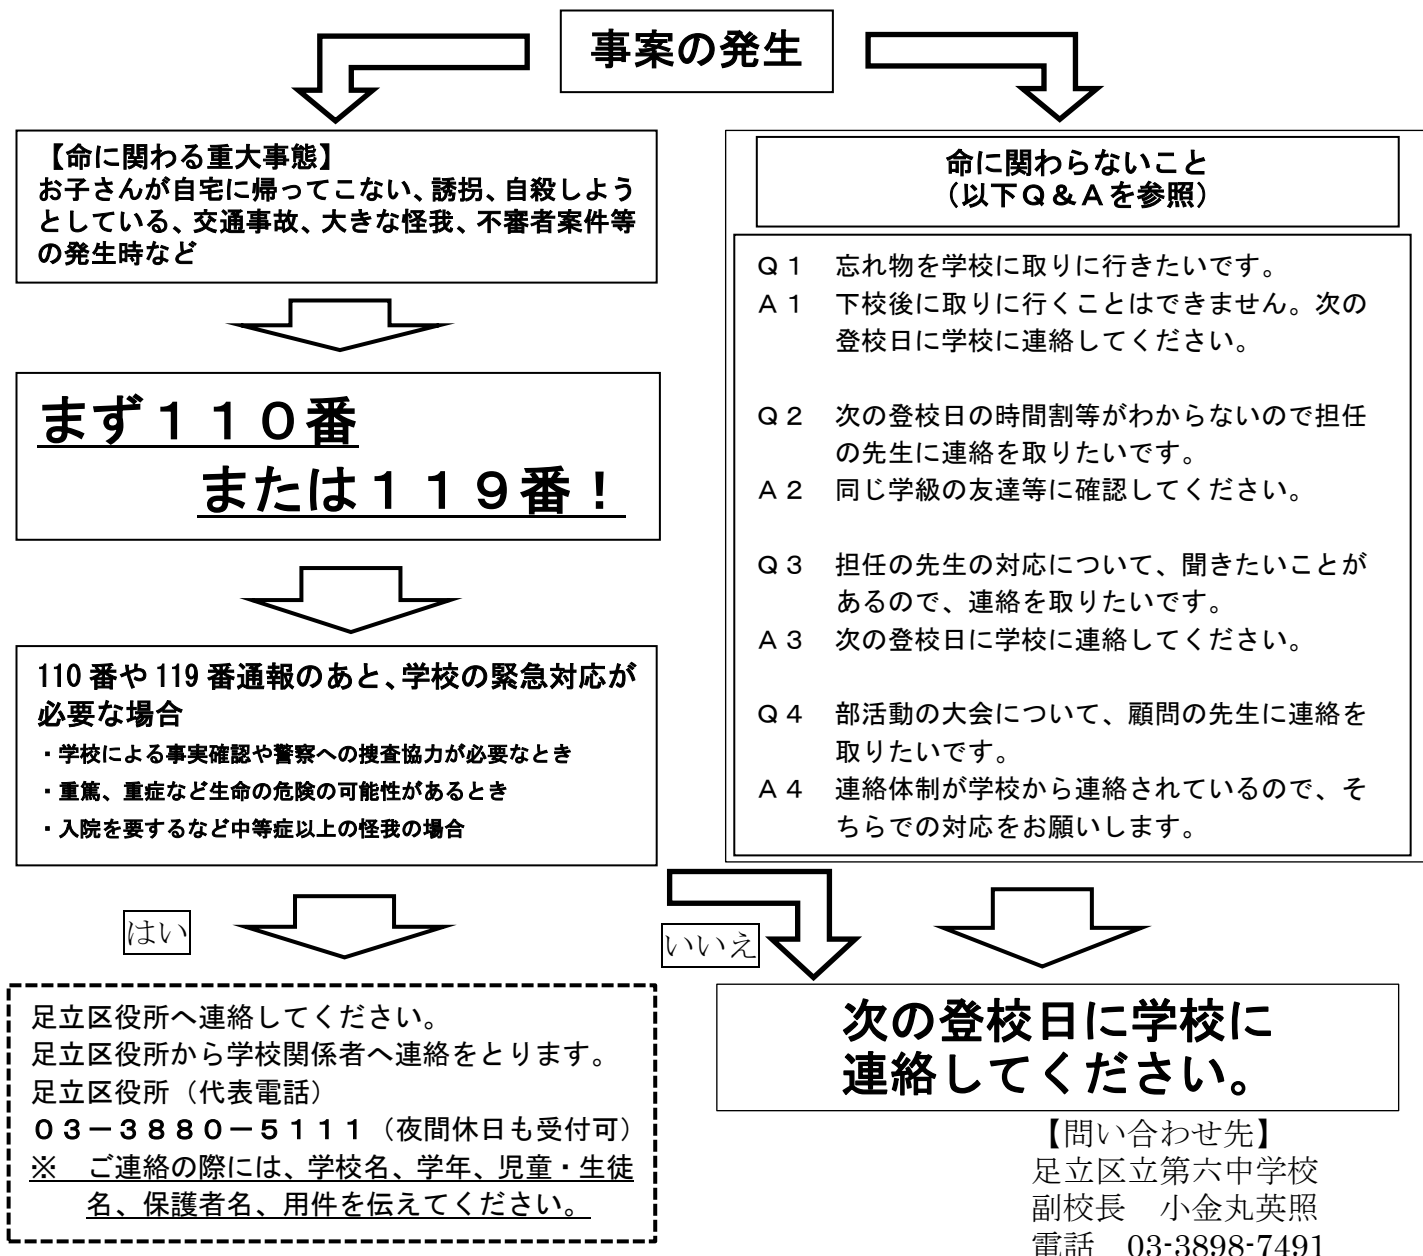 事案の発生
【命に関わる重大事態】
お子さんが自宅に帰ってこない、誘拐、自殺しよう
としている、交通事故、大きな怪我、不審者案件等
の発生時など
まず１１０番
または１１９番！
110番や119番通報のあと、学校の緊急対応が
必要な場合
・学校による事実確認や警察への捜査協力が必要なとき
・重篤、重症など生命の危険の可能性があるとき
・入院を要するなど中等症以上の怪我の場合
はい
いいえ
足立区役所へ連絡してください。
足立区役所から学校関係者へ連絡をとります。
足立区役所（代表電話）
０３－３８８０－５１１１（夜間休日も受付可）
※　ご連絡の際には、学校名、学年、児童・生徒
名、保護者名、用件を伝えてください。
命に関わらないこと
（以下Ｑ＆Ａを参照）
Ｑ１　忘れ物を学校に取りに行きたいです。
Ａ１　下校後に取りに行くことはできません。次の
登校日に学校に連絡してください。
Ｑ２　次の登校日の時間割等がわからないので担任
の先生に連絡を取りたいです。
Ａ２　同じ学級の友達等に確認してください。
Ｑ３　担任の先生の対応について、聞きたいことが
あるので、連絡を取りたいです。
Ａ３　次の登校日に学校に連絡してください。
Ｑ４　部活動の大会について、顧問の先生に連絡を
取りたいです。
Ａ４　連絡体制が学校から連絡されているので、そ
ちらでの対応をお願いします。
次の登校日に学校に
連絡してください。
【問い合わせ先】
足立区立第六中学校
副校長　小金丸英照
電話　03-3898-7491